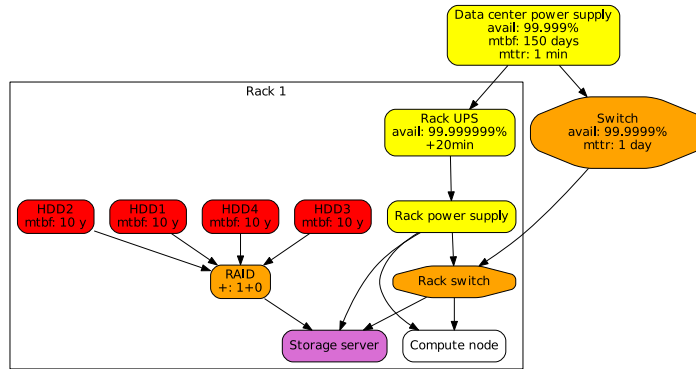 Data center power supply
avail: 99.999%
mtbf: 150 days
mttr: 1 min
Rack 1
Rack UPS
avail: 99.999999%
+20min
Switch
avail: 99.9999%
mttr: 1 day
HDD2
mtbf: 10 y
HDD1
mtbf: 10 y
HDD4
mtbf: 10 y
HDD3
mtbf: 10 y
Rack power supply
RAID
+: 1+0
Rack switch
Storage server
Compute node